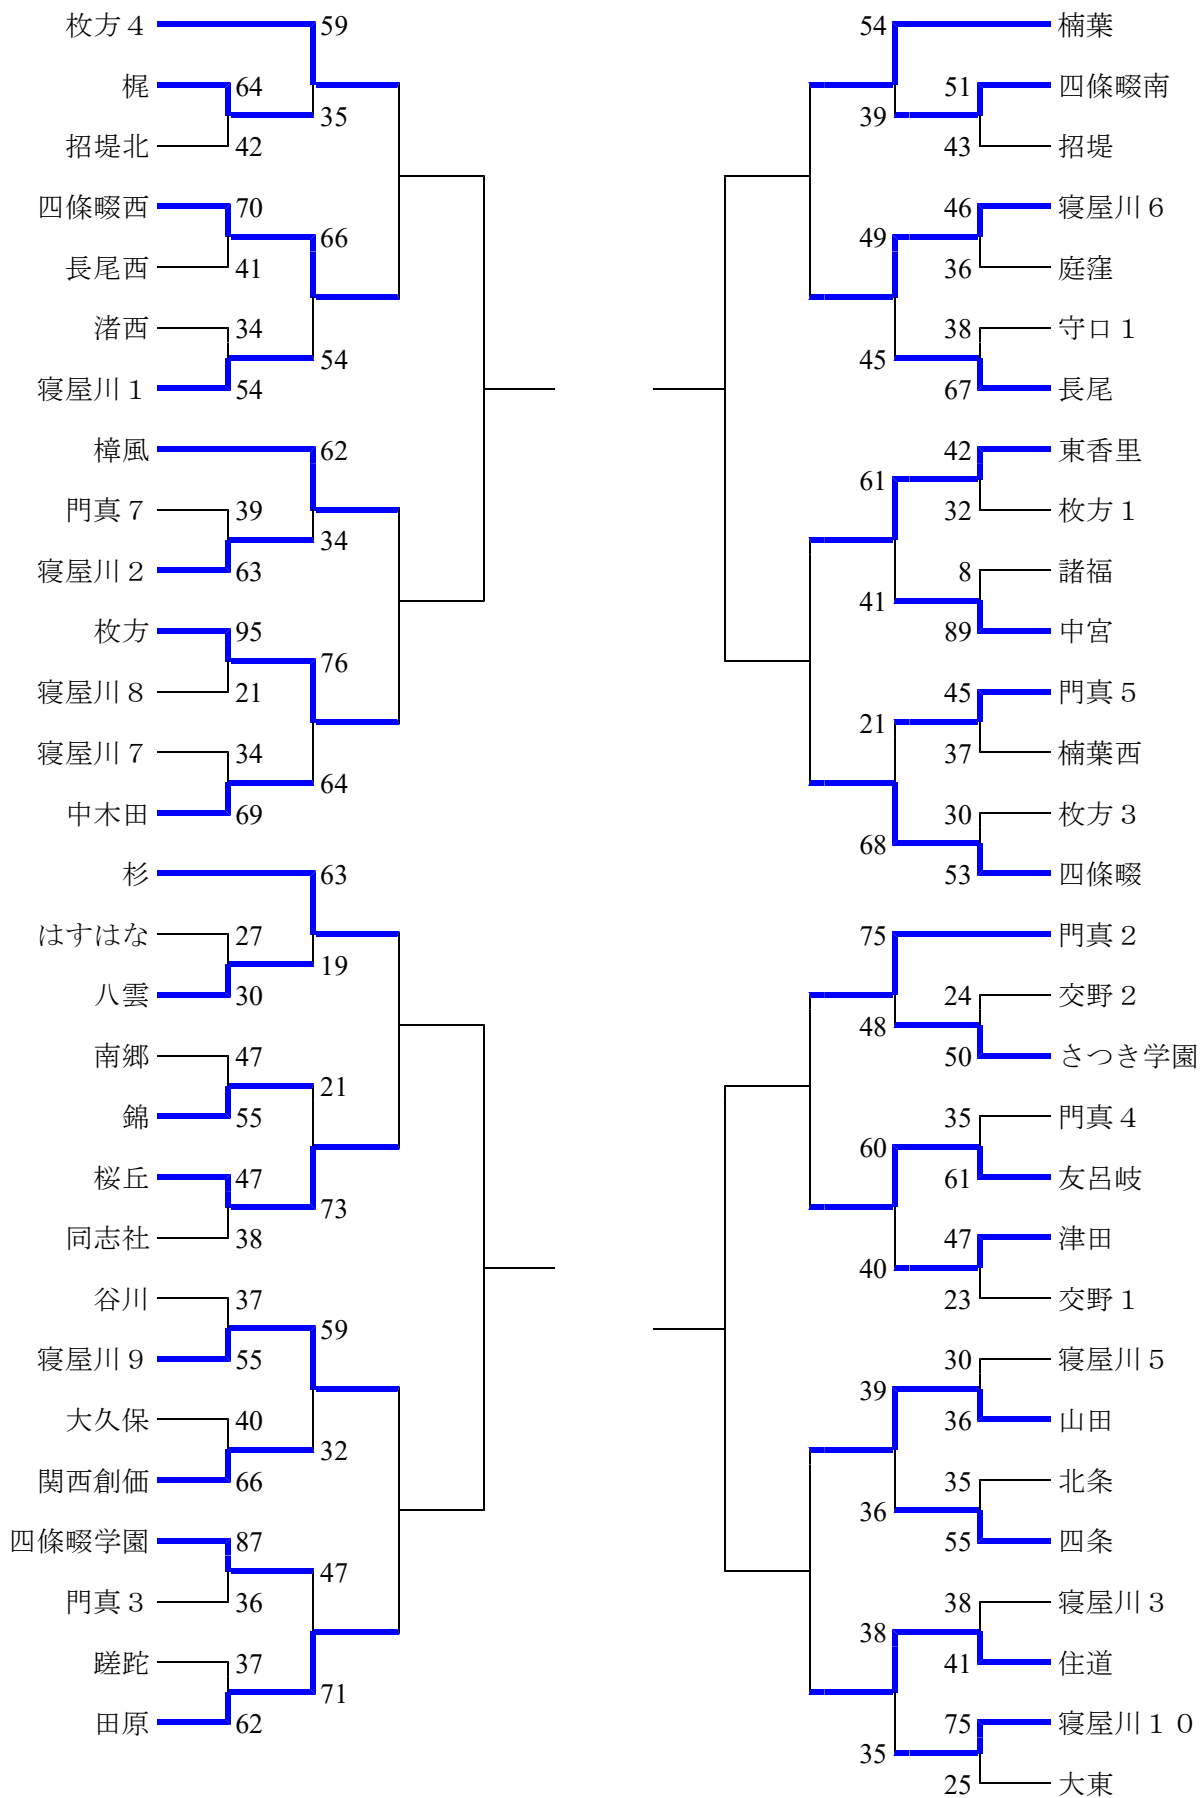 枚方４ 59
梶 64
35
招堤北 42
四條畷西 70
66
長尾西 41
渚西 34
54
寝屋川１ 54
樟風 62
門真７ 39
34
寝屋川２ 63
枚方 95
76
寝屋川８ 21
寝屋川７ 34
64
中木田 69
杉 63
はすはな 27
19
八雲 30
南郷 47
21
錦 55
桜丘 47
73
同志社 38
谷川 37
59
寝屋川９ 55
大久保 40
32
関西創価 66
四條畷学園 87
47
門真３ 36
蹉跎 37
71
田原 62
54 楠葉
51 四條畷南
39
43 招堤
46 寝屋川６
49
36 庭窪
38 守口１
45
67 長尾
42 東香里
61
32 枚方１
8 諸福
41
89 中宮
45 門真５
21
37 楠葉西
30 枚方３
68
53 四條畷
75 門真２
24 交野２
48
50 さつき学園
35 門真４
60
61 友呂岐
47 津田
40
23 交野１
30 寝屋川５
39
36 山田
35 北条
36
55 四条
38 寝屋川３
38
41 住道
75 寝屋川１０
35
25 大東